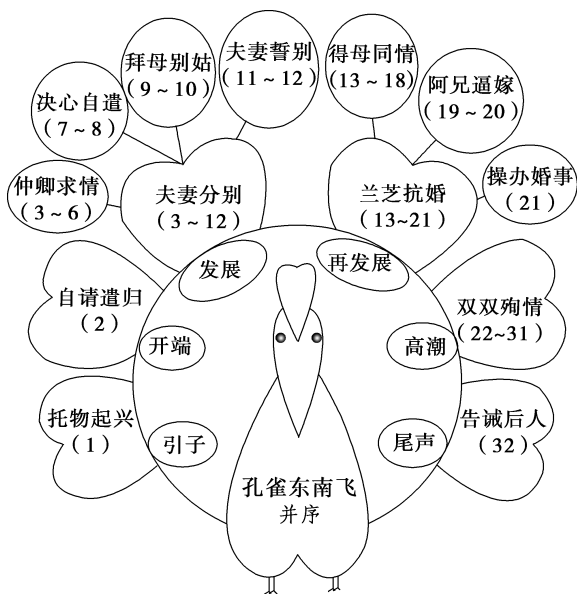 夫妻誓别
(11～12)
得母同情
(13～18)
拜母别姑
(9～10)
阿兄逼嫁
(19～20)
决心自遣
(7～8)
仲卿求情
(3～6)
夫妻分别
(3～12)
兰芝抗婚
(13~21)
操办婚事
(21)
发展
再发展
自请遣归
(2)
双双殉情
(22~31)
开端
高潮
托物起兴
(1)
告诫后人
(32)
引子
尾声
孔雀东南飞
并序